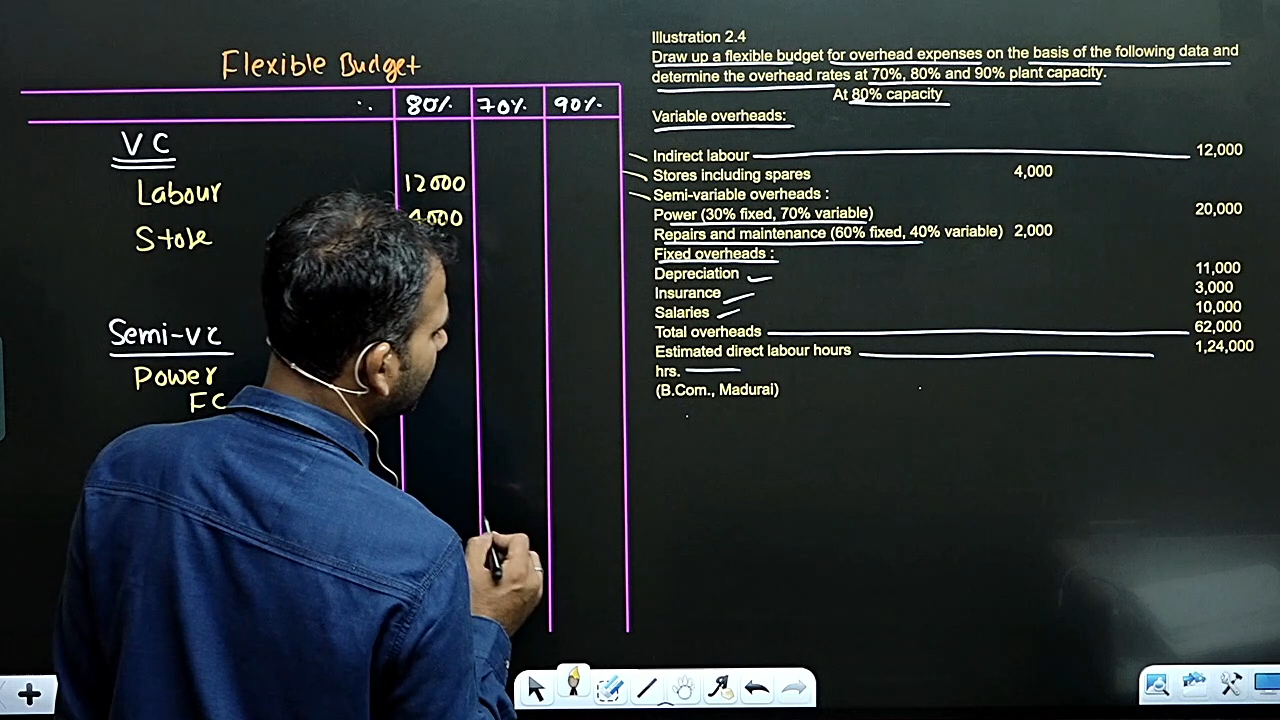 Flexible Budget
80% 70% 90%
VC
Labour 12000
Store 4000
Semi-vc
Power
FC
Illustration 2.4
Draw up a flexible budget for overhead expenses on the basis of the following data and
determine the overhead rates at 70%, 80% and 90% plant capacity.
At 80% capacity
Variable overheads:
Indirect labour 12,000
Stores including spares 4,000
Semi-variable overheads :
Power (30% fixed, 70% variable) 20,000
Repairs and maintenance (60% fixed, 40% variable) 2,000
Fixed overheads :
Depreciation 11,000
Insurance 3,000
Salaries 10,000
Total overheads 62,000
Estimated direct labour hours 1,24,000
hrs.
(B.Com., Madurai)